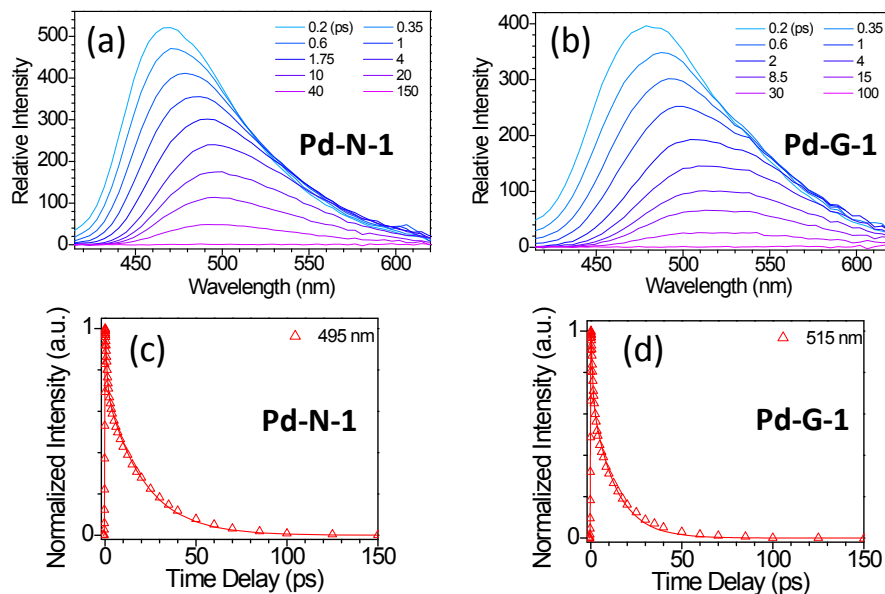 (a)
0.2 (ps) 0.35
0.6 1
1.75 4
10 20
40 150
Pd-N-1
Relative Intensity
500
400
300
200
100
0
450 500 550 600
Wavelength (nm)
(b)
0.2 (ps) 0.35
0.6 1
2 4
8.5 15
30 100
Pd-G-1
Relative Intensity
400
300
200
100
0
450 500 550 600
Wavelength (nm)
(c)
495 nm
Pd-N-1
Normalized Intensity (a.u.)
1
0
0 50 100 150
Time Delay (ps)
(d)
515 nm
Pd-G-1
Normalized Intensity (a.u.)
1
0
0 50 100 150
Time Delay (ps)